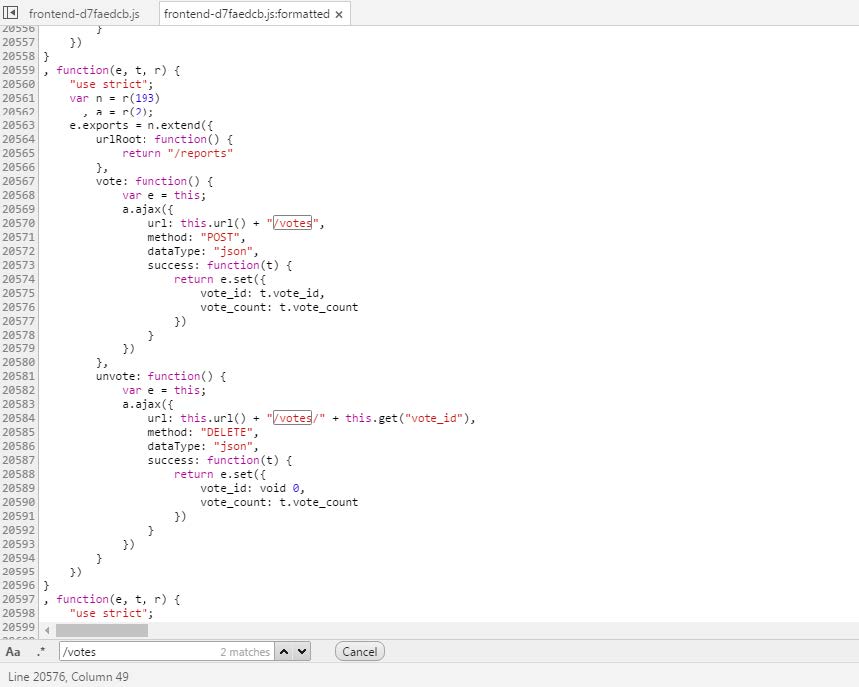 frontend-d7faedcb.js frontend-d7faedcb.js:formatted ×
20556 }
20557 })
20558 }
20559 , function(e, t, r) {
20560 "use strict";
20561 var n = r(193)
20562 , a = r(2);
20563 e.exports = n.extend({
20564 urlRoot: function() {
20565 return "/reports"
20566 },
20567 vote: function() {
20568 var e = this;
20569 a.ajax({
20570 url: this.url() + "/votes",
20571 method: "POST",
20572 dataType: "json",
20573 success: function(t) {
20574 return e.set({
20575 vote_id: t.vote_id,
20576 vote_count: t.vote_count
20577 })
20578 }
20579 })
20580 },
20581 unvote: function() {
20582 var e = this;
20583 a.ajax({
20584 url: this.url() + "/votes/" + this.get("vote_id"),
20585 method: "DELETE",
20586 dataType: "json",
20587 success: function(t) {
20588 return e.set({
20589 vote_id: void 0,
20590 vote_count: t.vote_count
20591 })
20592 }
20593 })
20594 }
20595 })
20596 }
20597 , function(e, t, r) {
20598 "use strict";
20599
Aa .* /votes 2 matches Cancel
Line 20576, Column 49